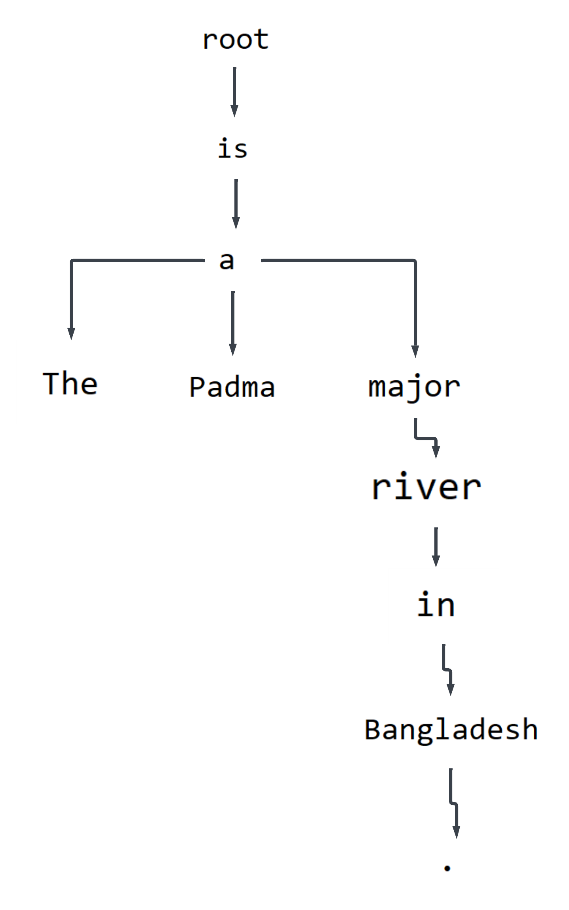 root
is
a
The Padma major
river
in
Bangladesh
.